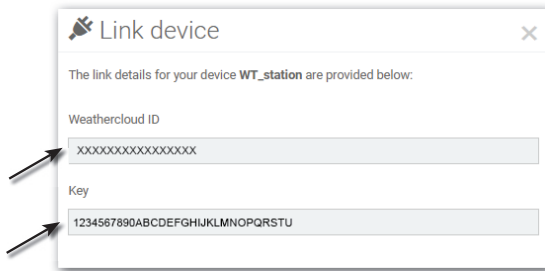 Link device
The link details for your device WT_station are provided below:
Weathercloud ID
XXXXXXXXXXXXXXXX
Key
1234567890ABCDEFGHIJKLMNOPQRSTU